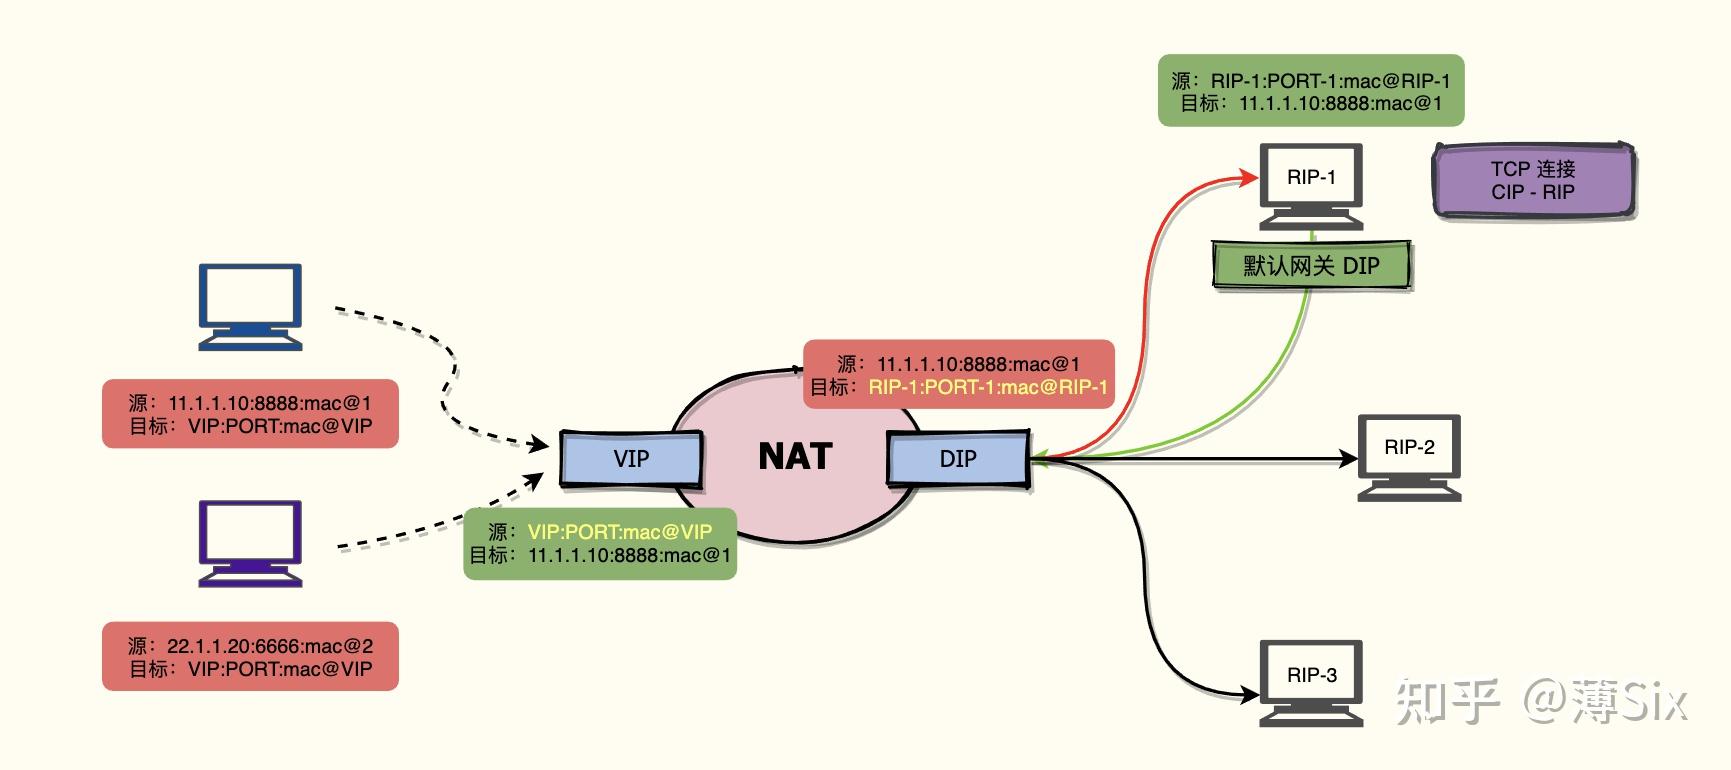 源：RIP-1:PORT-1:mac@RIP-1
目标：11.1.1.10:8888:mac@1
RIP-1
TCP 连接
CIP - RIP
默认网关 DIP
源：11.1.1.10:8888:mac@1
目标：RIP-1:PORT-1:mac@RIP-1
源：11.1.1.10:8888:mac@1
目标：VIP:PORT:mac@VIP
VIP
NAT
DIP
RIP-2
源：VIP:PORT:mac@VIP
目标：11.1.1.10:8888:mac@1
源：22.1.1.20:6666:mac@2
目标：VIP:PORT:mac@VIP
RIP-3
知乎 @薄Six